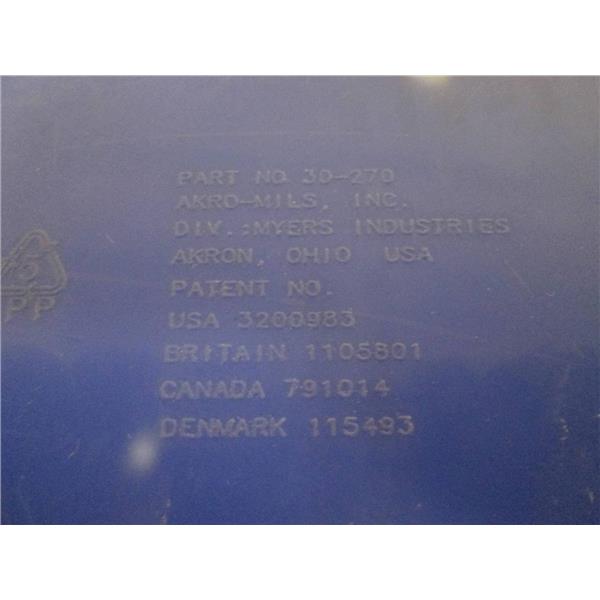 PART NO. 30-270
AKRO-MILS, INC.
DIV.:MYERS INDUSTRIES
AKRON, OHIO USA
PATENT NO.
USA 3200983
BRITAIN 1105801
CANADA 791014
DENMARK 115493
5
PP